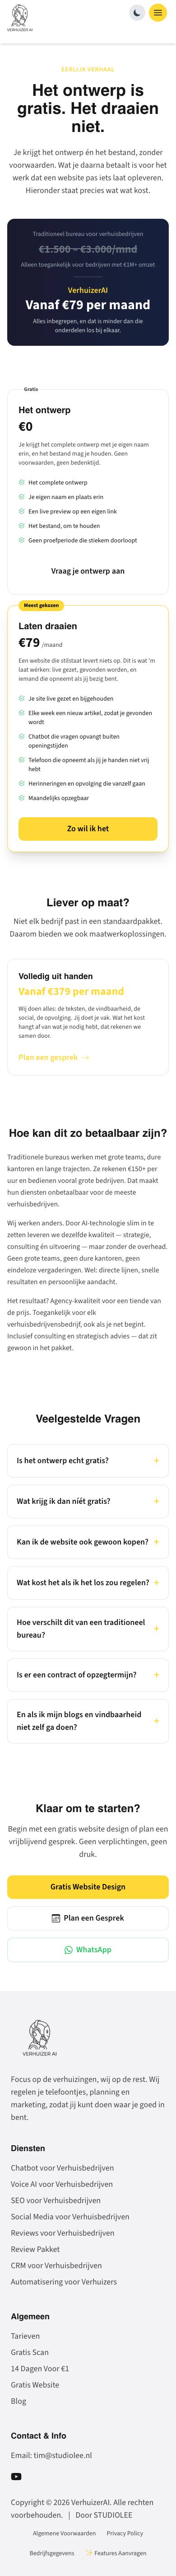 VERHUIZER AI
EERLIJK VERHAAL
Het ontwerp is
gratis. Het draaien
niet.
Je krijgt het ontwerp én het bestand, zonder
voorwaarden. Wat je daarna betaalt is voor het
werk dat een website pas iets laat opleveren.
Hieronder staat precies wat wat kost.
Traditioneel bureau voor verhuisbedrijven
€1.500 - €3.000/mnd
Alleen toegankelijk voor bedrijven met €1M+ omzet
VerhuizerAI
Vanaf €79 per maand
Alles inbegrepen, en dat is minder dan die
onderdelen los bij elkaar.
Gratis
Het ontwerp
€0
Je krijgt het complete ontwerp met je eigen naam
erin, en het bestand mag je houden. Geen
voorwaarden, geen bedenktijd.
Het complete ontwerp
Je eigen naam en plaats erin
Een live preview op een eigen link
Het bestand, om te houden
Geen proefperiode die stiekem doorloopt
Vraag je ontwerp aan
Meest gekozen
Laten draaien
€79 /maand
Een website die stilstaat levert niets op. Dit is wat 'm
laat werken: live gezet, gevonden worden, en
iemand die opneemt als jij bezig bent.
Je site live gezet en bijgehouden
Elke week een nieuw artikel, zodat je gevonden
wordt
Chatbot die vragen opvangt buiten
openingstijden
Telefoon die opneemt als jij je handen niet vrij
hebt
Herinneringen en opvolging die vanzelf gaan
Maandelijks opzegbaar
Zo wil ik het
Liever op maat?
Niet elk bedrijf past in een standaardpakket.
Daarom bieden we ook maatwerkoplossingen.
Volledig uit handen
Vanaf €379 per maand
Wij doen alles: de teksten, de vindbaarheid, de
social, de opvolging. Jij doet je vak. Wat het kost
hangt af van wat je nodig hebt, dat rekenen we
samen door.
Plan een gesprek →
Hoe kan dit zo betaalbaar zijn?
Traditionele bureaus werken met grote teams, dure
kantoren en lange trajecten. Ze rekenen €150+ per
uur en bedienen vooral grote bedrijven. Dat maakt
hun diensten onbetaalbaar voor de meeste
verhuisbedrijven.
Wij werken anders. Door AI-technologie slim in te
zetten leveren we dezelfde kwaliteit — strategie,
consulting én uitvoering — maar zonder de overhead.
Geen grote teams, geen dure kantoren, geen
eindeloze vergaderingen. Wel: directe lijnen, snelle
resultaten en persoonlijke aandacht.
Het resultaat? Agency-kwaliteit voor een tiende van
de prijs. Toegankelijk voor elk
verhuisbedrijfverhuisbedrijf, ook als je net begint.
Inclusief consulting en strategisch advies — dat zit
gewoon in het pakket.
Veelgestelde Vragen
Is het ontwerp echt gratis? +
Wat krijg ik dan níét gratis? +
Kan ik de website ook gewoon kopen? +
Wat kost het als ik het los zou regelen? +
Hoe verschilt dit van een traditioneel
bureau? +
Is er een contract of opzegtermijn? +
En als ik mijn blogs en vindbaarheid
niet zelf ga doen? +
Klaar om te starten?
Begin met een gratis website design of plan een
vrijblijvend gesprek. Geen verplichtingen, geen
druk.
Gratis Website Design
Plan een Gesprek
WhatsApp
VERHUIZER AI
Focus op de verhuizingen, wij op de rest. Wij
regelen je telefoontjes, planning en
marketing, zodat jij kunt doen waar je goed in
bent.
Diensten
Chatbot voor Verhuisbedrijven
Voice AI voor Verhuisbedrijven
SEO voor Verhuisbedrijven
Social Media voor Verhuisbedrijven
Reviews voor Verhuisbedrijven
Review Pakket
CRM voor Verhuisbedrijven
Automatisering voor Verhuizers
Algemeen
Tarieven
Gratis Scan
14 Dagen Voor €1
Gratis Website
Blog
Contact & Info
Email: tim@studiolee.nl
Copyright © 2026 VerhuizerAI. Alle rechten
voorbehouden. | Door STUDIOLEE
Algemene Voorwaarden Privacy Policy
Bedrijfsgegevens ✨ Features Aanvragen